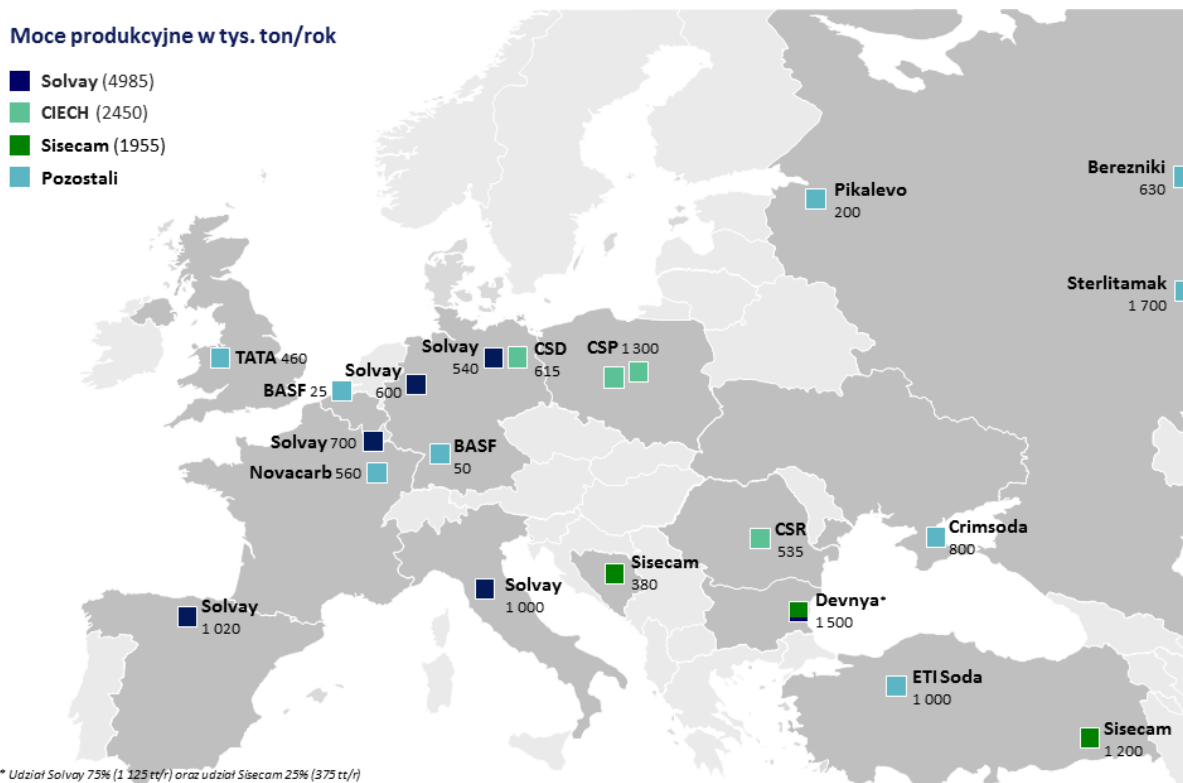 Moce produkcyjne w tys. ton/rok
Solvay (4985)
CIECH (2450)
Sisecam (1955)
Pozostali
Berezniki
630
Pikalevo
200
Sterlitamak
1 700
TATA 460
BASF 25
Solvay
600
Solvay
540
CSD
615
CSP 1 300
Solvay 700
Novacarb 560
BASF
50
CSR
535
Crimsoda
800
Sisecam
380
Solvay
1 000
Devnya*
1 500
Solvay
1 020
ETI Soda
1 000
Sisecam
1 200
* Udział Solvay 75% (1 125 tt/r) oraz udział Sisecam 25% (375 tt/r)